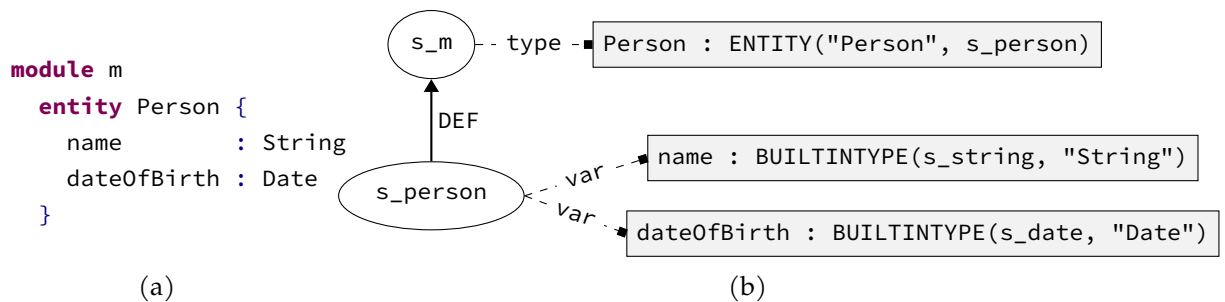 module m
entity Person {
name : String
dateOfBirth : Date
}
(a)
s_m
type
Person : ENTITY("Person", s_person)
DEF
s_person
var
name : BUILTINTYPE(s_string, "String")
var
dateOfBirth : BUILTINTYPE(s_date, "Date")
(b)